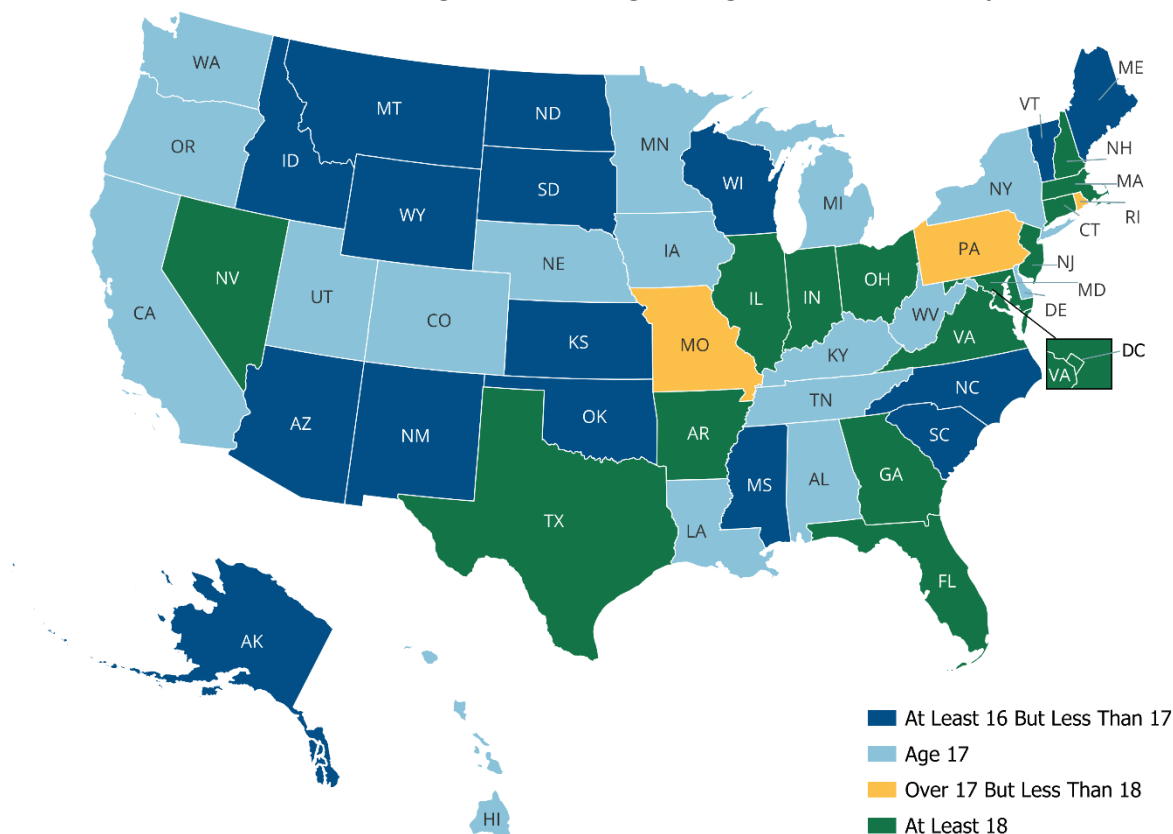 WA
MT
ND
MN
ME
VT
OR
ID
SD
WI
MI
NY
NH
MA
RI
CT
WY
NV
UT
NE
IA
PA
NJ
MD
DE
CA
CO
IL
IN
OH
WV
VA
DC
VA
KS
MO
KY
NC
TN
AZ
NM
OK
AR
SC
MS
AL
GA
TX
LA
FL
AK
HI
At Least 16 But Less Than 17
Age 17
Over 17 But Less Than 18
At Least 18